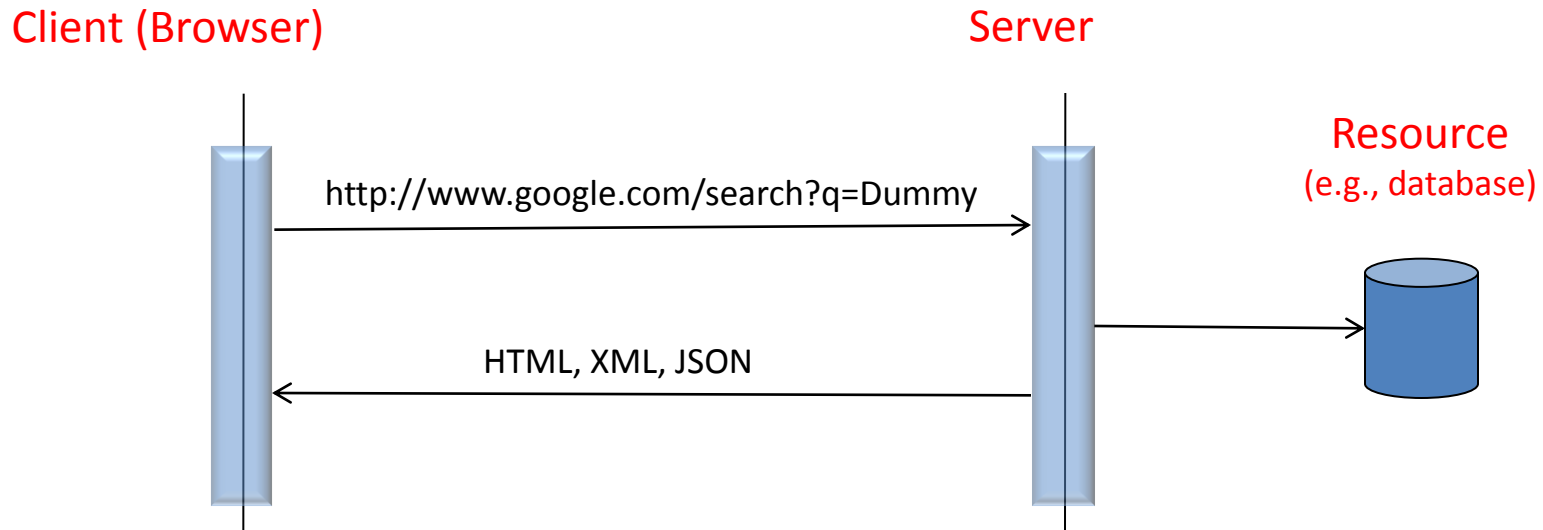 Client (Browser)
Server
Resource
(e.g., database)
http://www.google.com/search?q=Dummy
HTML, XML, JSON